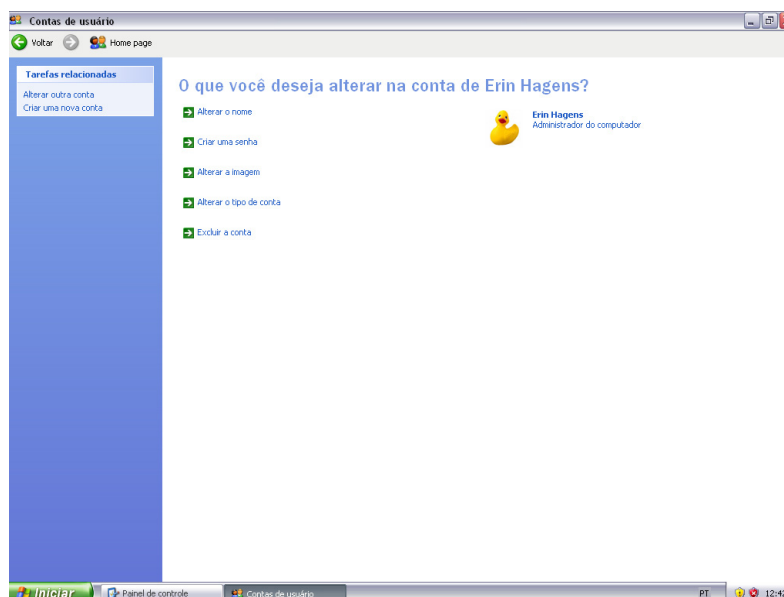 Contas de usuário
Voltar
Home page
Tarefas relacionadas
Alterar outra conta
Criar uma nova conta
O que você deseja alterar na conta de Erin Hagens?
Alterar o nome
Criar uma senha
Alterar a imagem
Alterar o tipo de conta
Excluir a conta
Erin Hagens
Administrador do computador
Iniciar
Painel de controle
Contas de usuário
PT